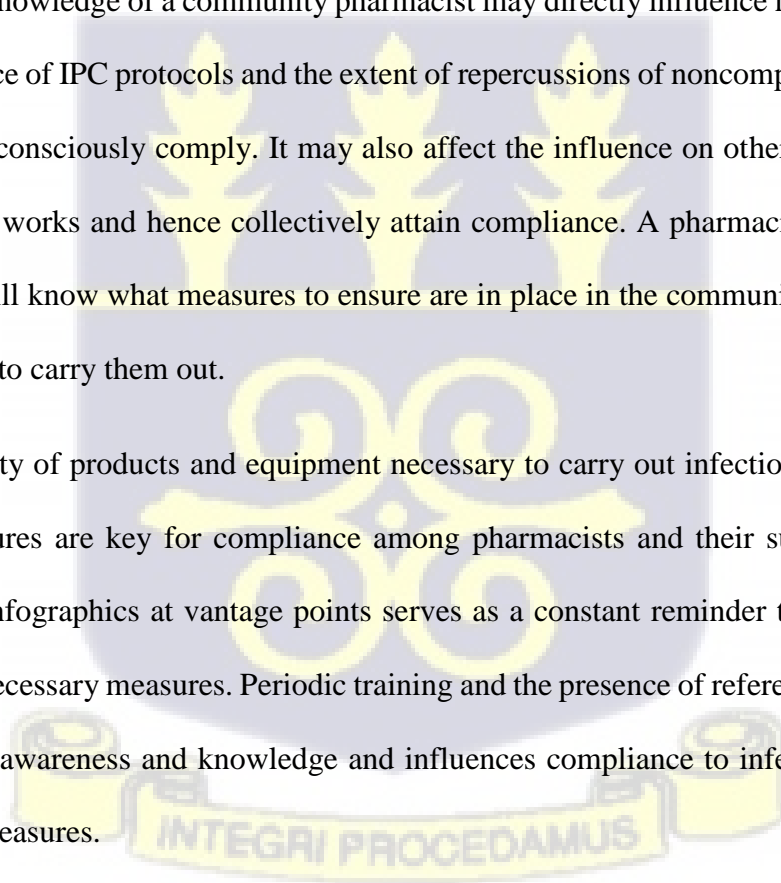 nowledge of a community pharmacist may directly influence
ce of IPC protocols and the extent of repercussions of noncomp
consciously comply. It may also affect the influence on other
works and hence collectively attain compliance. A pharmaci
ll know what measures to ensure are in place in the communi
to carry them out.
ty of products and equipment necessary to carry out infectio
ures are key for compliance among pharmacists and their su
nfographics at vantage points serves as a constant reminder t
ecessary measures. Periodic training and the presence of refere
awareness and knowledge and influences compliance to infe
easures.
INTEGRI PROCEDAMUS